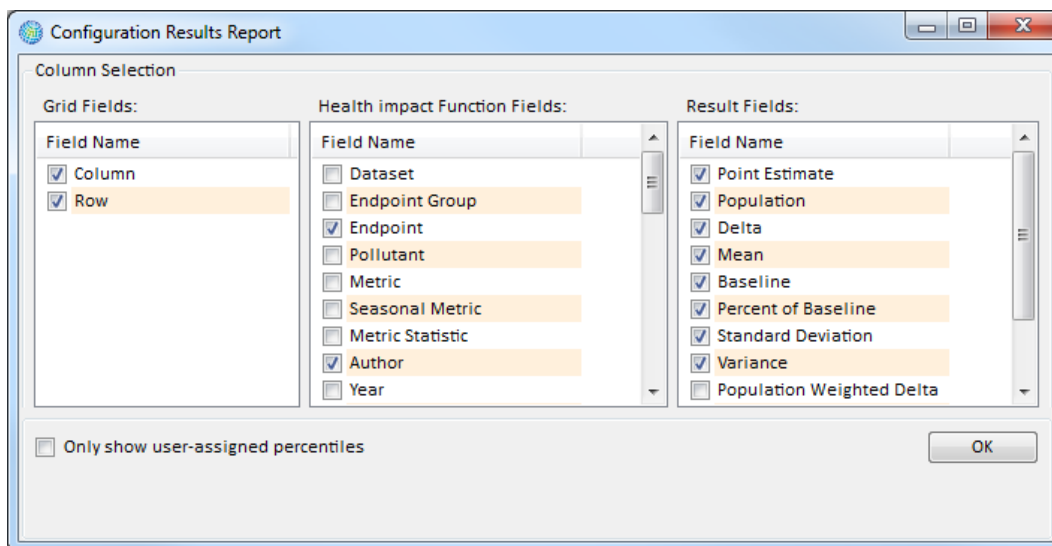 Configuration Results Report
Column Selection
Grid Fields:
Field Name
Column
Row
Health impact Function Fields:
Field Name
Dataset
Endpoint Group
Endpoint
Pollutant
Metric
Seasonal Metric
Metric Statistic
Author
Year
Result Fields:
Field Name
Point Estimate
Population
Delta
Mean
Baseline
Percent of Baseline
Standard Deviation
Variance
Population Weighted Delta
Only show user-assigned percentiles
OK